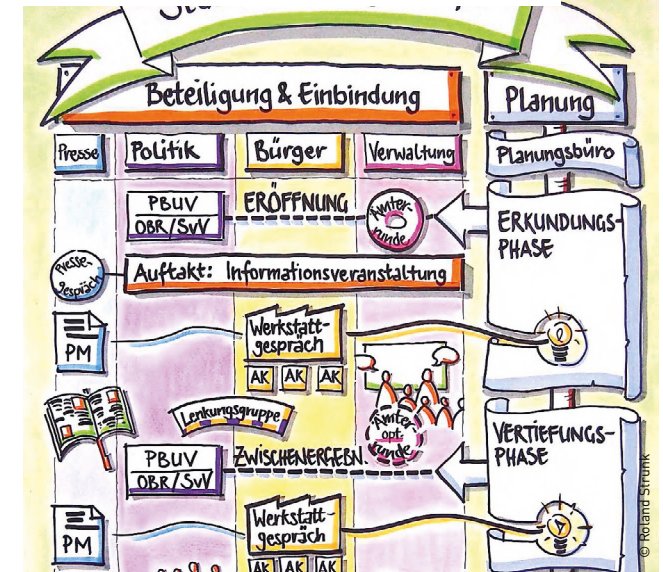 Beteiligung & Einbindung
Planung
Presse
Politik
Bürger
Verwaltung
Planungsbüro
PBUV
OBR/SvV
ERÖFFNUNG
Ämter
runde
ERKUNDUNGS-
PHASE
Presse-
gespräch
Auftakt: Informationsveranstaltung
PM
Werkstatt-
gespräch
AK AK AK
Lenkungsgruppe
Ämter
opt.
runde
VERTIEFUNGS-
PHASE
PBUV
OBR/SvV
ZWISCHENERGEBN.
PM
Werkstatt-
gespräch
AK AK AK
© Roland Strunk